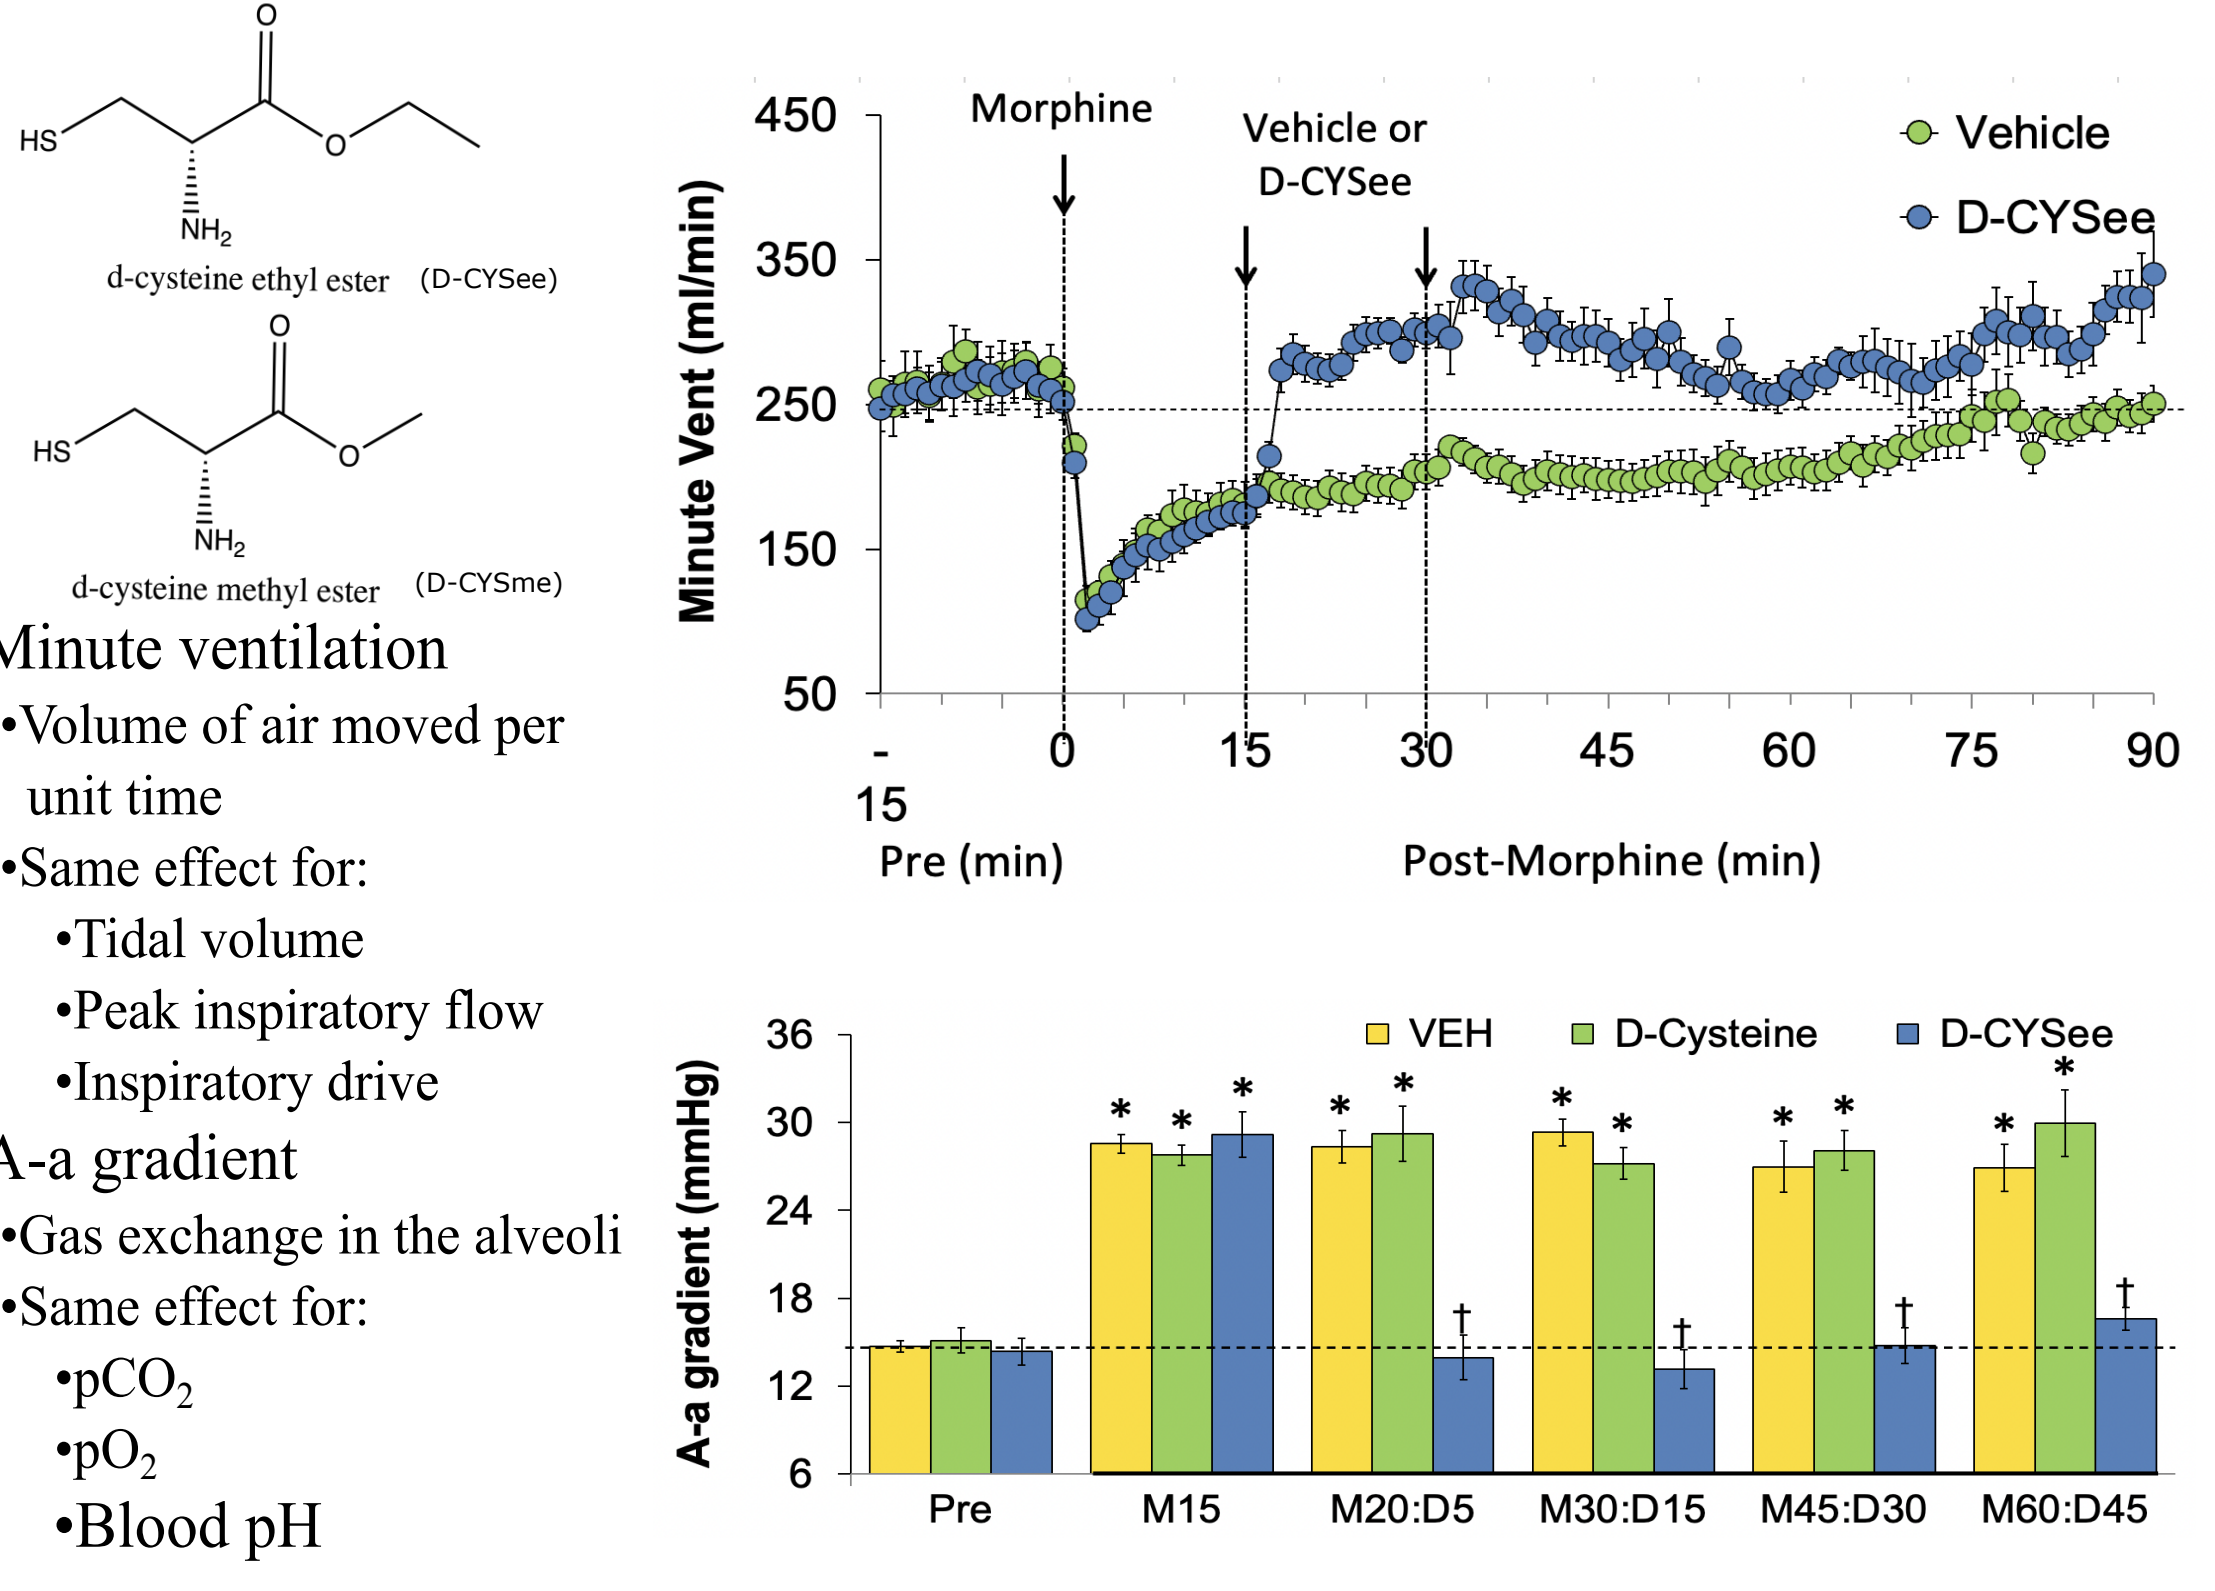 O
HS
O
NH2
d-cysteine ethyl ester (D-CYSee)
O
HS
O
NH2
d-cysteine methyl ester (D-CYSme)
Minute ventilation
•Volume of air moved per
unit time
•Same effect for:
•Tidal volume
•Peak inspiratory flow
•Inspiratory drive
A-a gradient
•Gas exchange in the alveoli
•Same effect for:
•pCO2
•pO2
•Blood pH
Morphine
Vehicle or
D-CYSee
Vehicle
D-CYSee
Minute Vent (ml/min)
450
350
250
150
50
-
15
0
15
30
45
60
75
90
Pre (min)
Post-Morphine (min)
VEH
D-Cysteine
D-CYSee
A-a gradient (mmHg)
36
30
24
18
12
6
* * *
* * †
* * †
* * †
* * †
Pre
M15
M20:D5
M30:D15
M45:D30
M60:D45